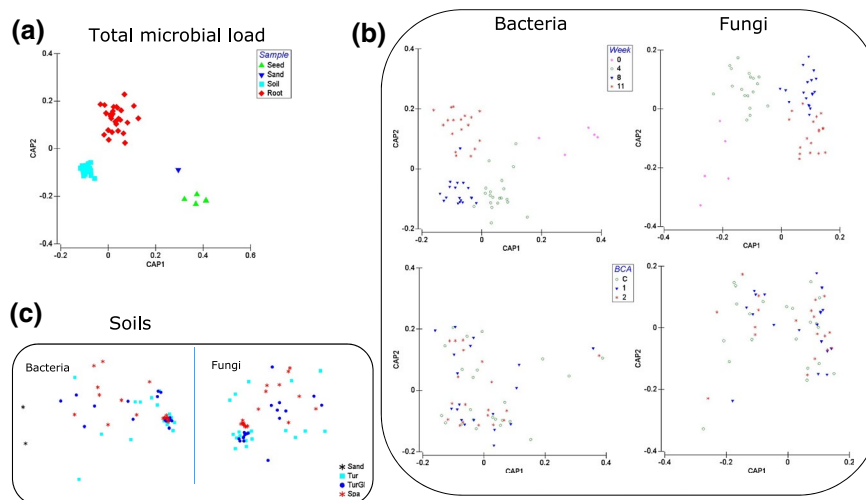 (a)
Total microbial load
0.4
0.2
0
-0.2
-0.4
CAP2
-0.2
0
0.2
0.4
0.6
CAP1
Sample
Seed
Sand
Soil
Root
(b)
Bacteria
Fungi
0.4
0.2
0
-0.2
CAP2
-0.2
0
0.2
0.4
CAP1
Week
0
4
8
11
0.2
0
-0.2
-0.4
CAP2
-0.4
-0.2
0
0.2
CAP1
0.4
0.2
0
-0.2
CAP2
-0.2
0
0.2
0.4
CAP1
BCA
C
1
2
0.2
0
-0.2
-0.4
CAP2
-0.4
-0.2
0
0.2
CAP1
(c)
Soils
Bacteria
Fungi
Sand
Tur
TurGl
Spa